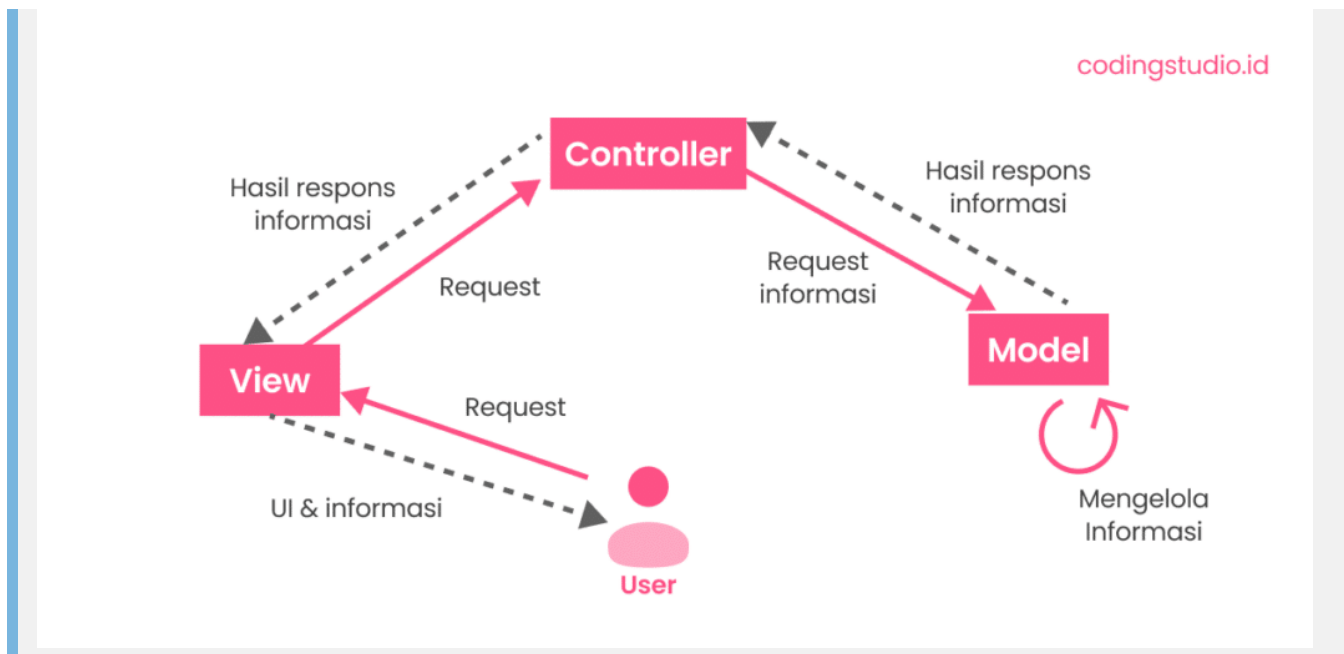 codingstudio.id
Controller
Hasil respons
informasi
Hasil respons
informasi
Request
Request
informasi
View
Model
Request
UI & informasi
Mengelola
Informasi
User